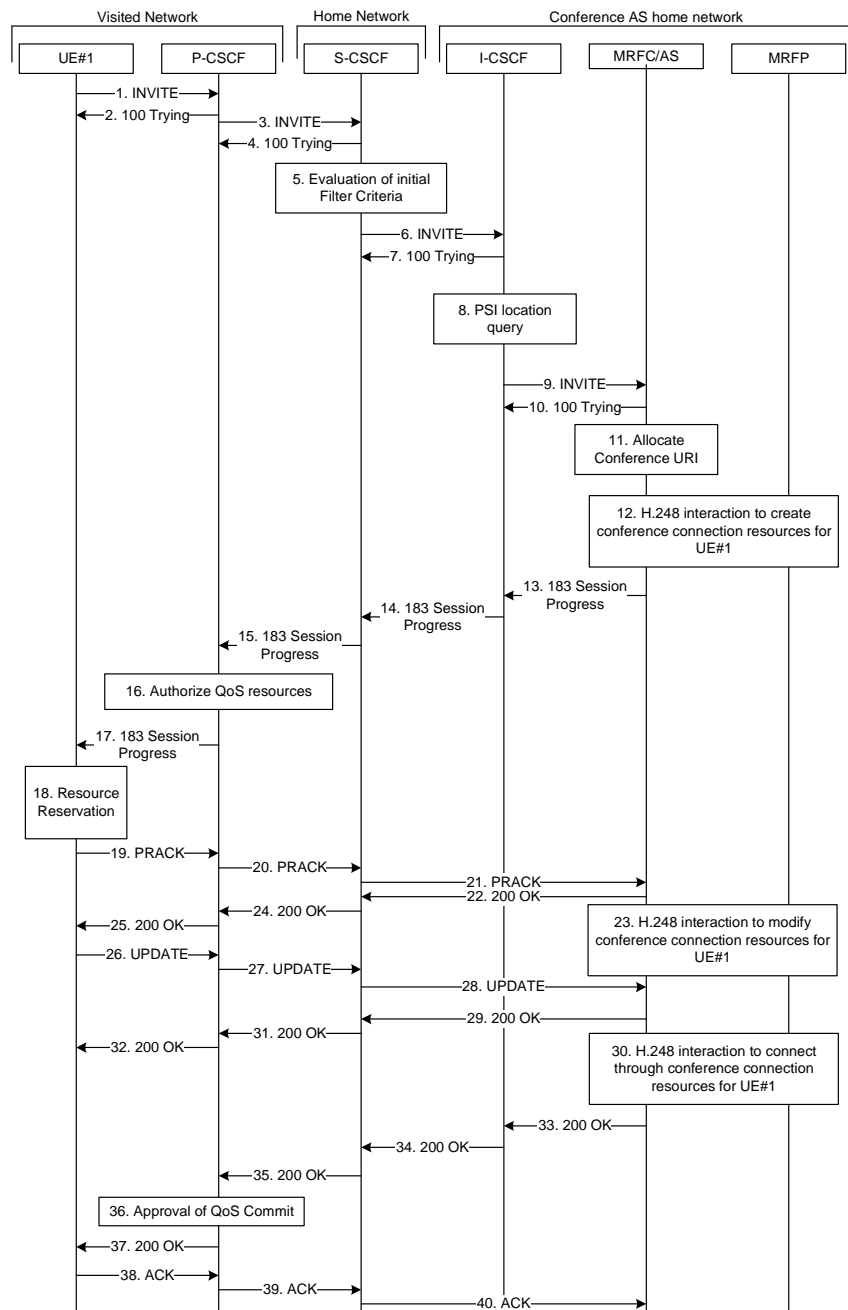 Visited Network
Home Network
Conference AS home network
UE#1
P-CSCF
S-CSCF
I-CSCF
MRFC/AS
MRFP
1. INVITE
2. 100 Trying
3. INVITE
4. 100 Trying
5. Evaluation of initial
Filter Criteria
6. INVITE
7. 100 Trying
8. PSI location
query
9. INVITE
10. 100 Trying
11. Allocate
Conference URI
12. H.248 interaction to create
conference connection resources for
UE#1
13. 183 Session
Progress
14. 183 Session
Progress
15. 183 Session
Progress
16. Authorize QoS resources
17. 183 Session
Progress
18. Resource
Reservation
19. PRACK
20. PRACK
21. PRACK
22. 200 OK
23. H.248 interaction to modify
conference connection resources for
UE#1
24. 200 OK
25. 200 OK
26. UPDATE
27. UPDATE
28. UPDATE
29. 200 OK
30. H.248 interaction to connect
through conference connection
resources for UE#1
31. 200 OK
32. 200 OK
33. 200 OK
34. 200 OK
35. 200 OK
36. Approval of QoS Commit
37. 200 OK
38. ACK
39. ACK
40. ACK